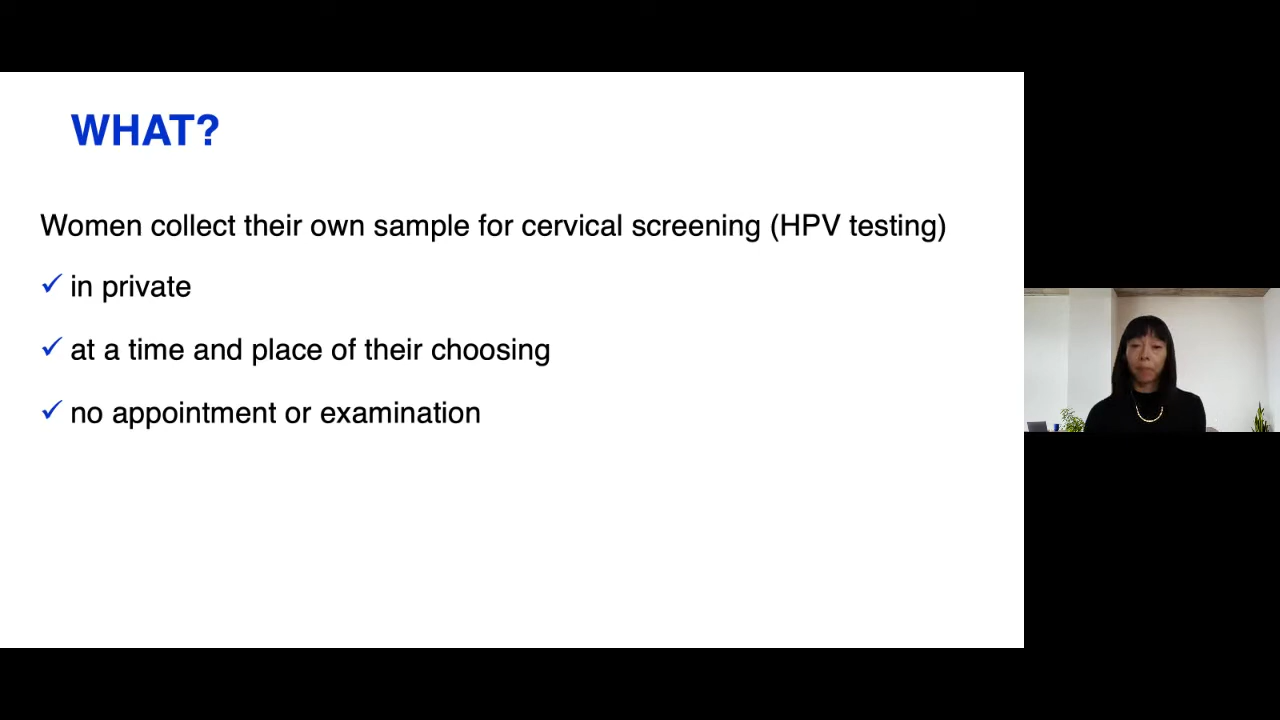 WHAT?
Women collect their own sample for cervical screening (HPV testing)
✓ in private
✓ at a time and place of their choosing
✓ no appointment or examination